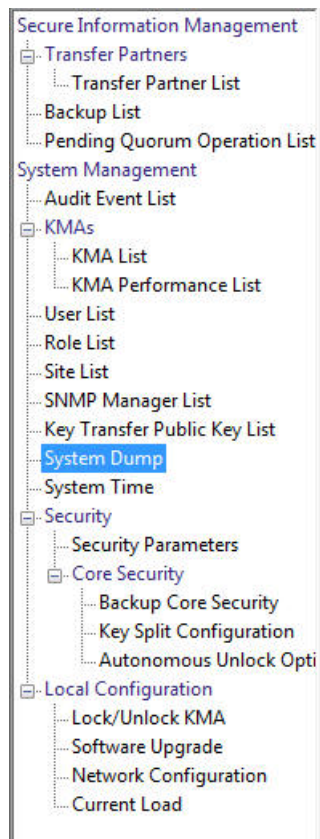 Secure Information Management
Transfer Partners
Transfer Partner List
Backup List
Pending Quorum Operation List
System Management
Audit Event List
KMAs
KMA List
KMA Performance List
User List
Role List
Site List
SNMP Manager List
Key Transfer Public Key List
System Dump
System Time
Security
Security Parameters
Core Security
Backup Core Security
Key Split Configuration
Autonomous Unlock Opti
Local Configuration
Lock/Unlock KMA
Software Upgrade
Network Configuration
Current Load